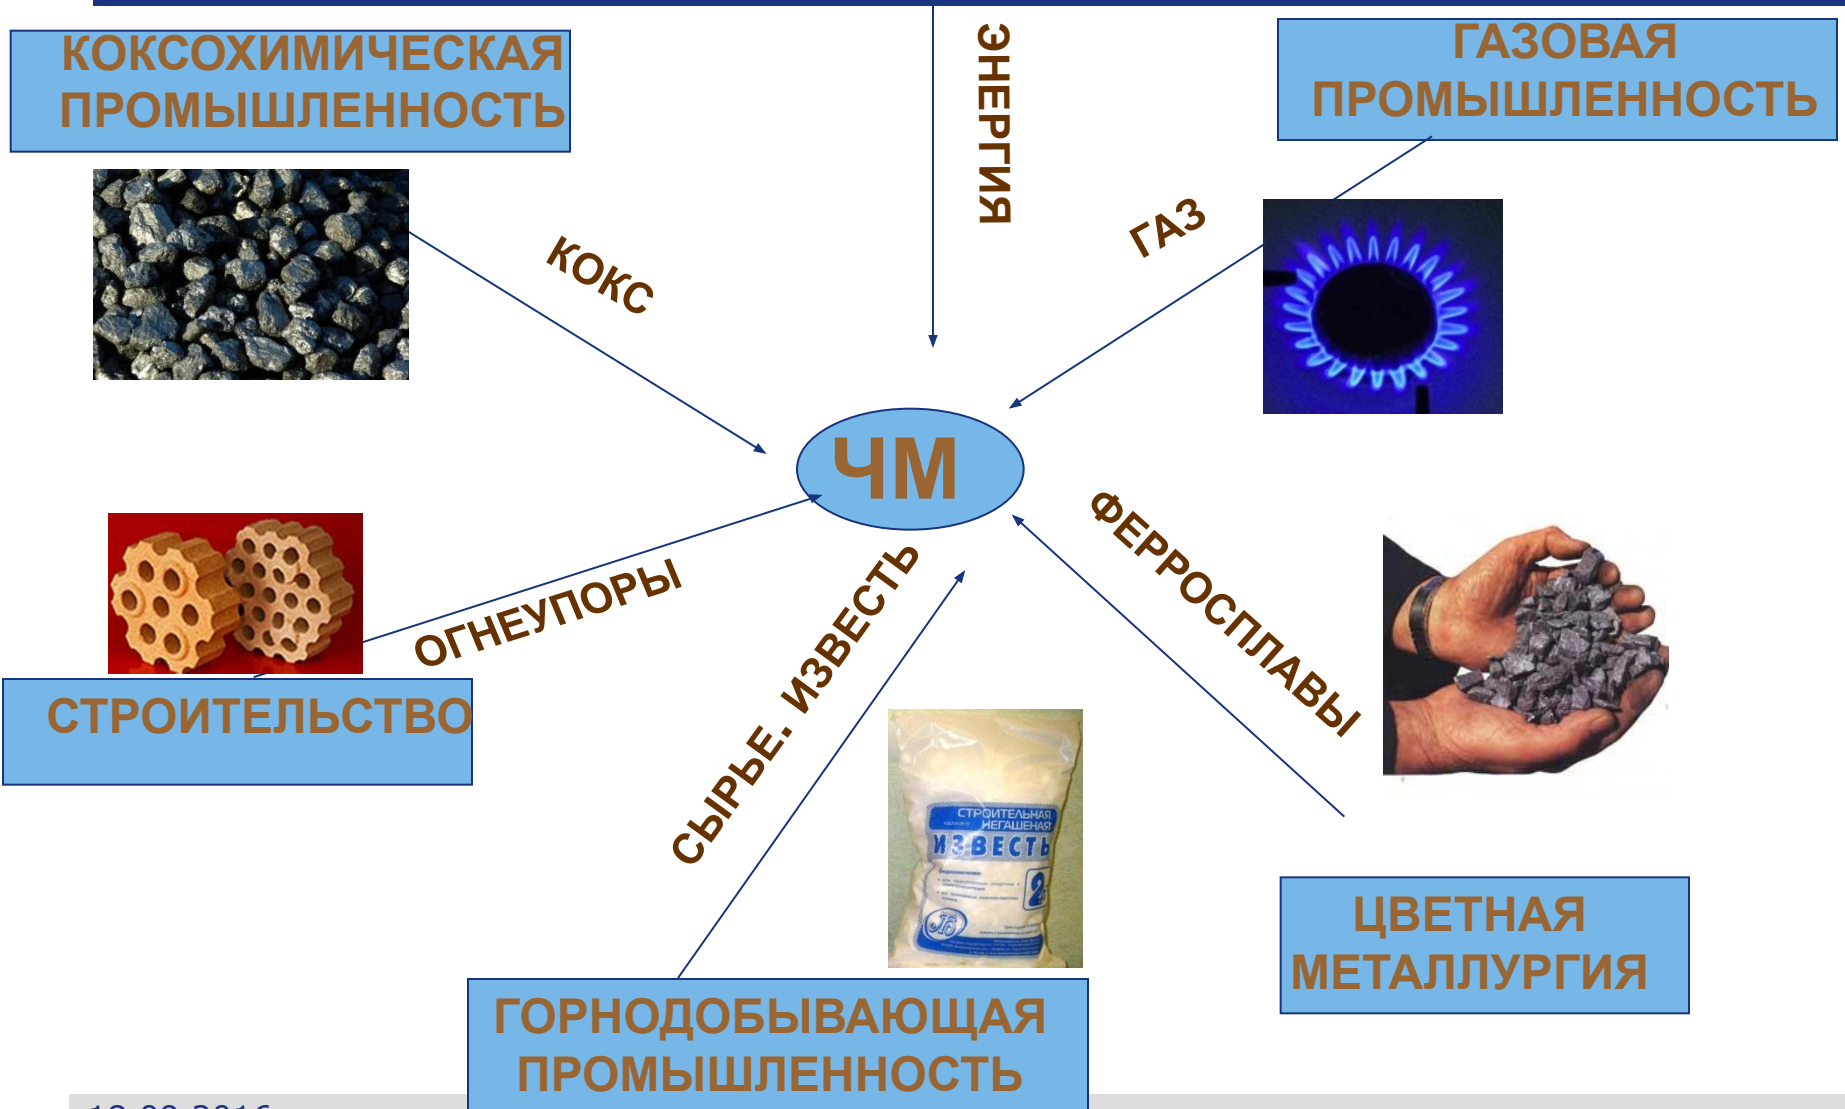 КОКСОХИМИЧЕСКАЯ
ПРОМЫШЛЕННОСТЬ
ЭНЕРГИЯ
ГАЗОВАЯ
ПРОМЫШЛЕННОСТЬ
КОКС
ГАЗ
ЧМ
ОГНЕУПОРЫ
СЫРЬЕ. ИЗВЕСТЬ
ФЕРРОСПЛАВЫ
СТРОИТЕЛЬСТВО
СТРОИТЕЛЬНАЯ
НЕГАШЕНАЯ
ИЗВЕСТЬ
ЦВЕТНАЯ
МЕТАЛЛУРГИЯ
ГОРНОДОБЫВАЮЩАЯ
ПРОМЫШЛЕННОСТЬ